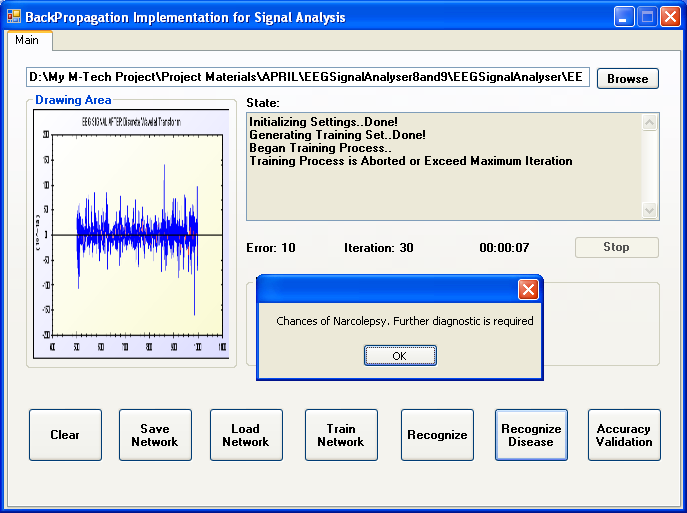 BackPropagation Implementation for Signal Analysis
Main
D:\My M-Tech Project\Project Materials\APRIL\EEGSignalAnalyser8and9\EEGSignalAnalyser\EE
Browse
Drawing Area
EEG SIGNAL AFTER Discrete Wavelet Transform
State:
Initializing Settings..Done!
Generating Training Set..Done!
Began Training Process..
Training Process is Aborted or Exceed Maximum Iteration
Error: 10 Iteration: 30 00:00:07 Stop
Chances of Narcolepsy. Further diagnostic is required
OK
Clear
Save
Network
Load
Network
Train
Network
Recognize
Recognize
Disease
Accuracy
Validation